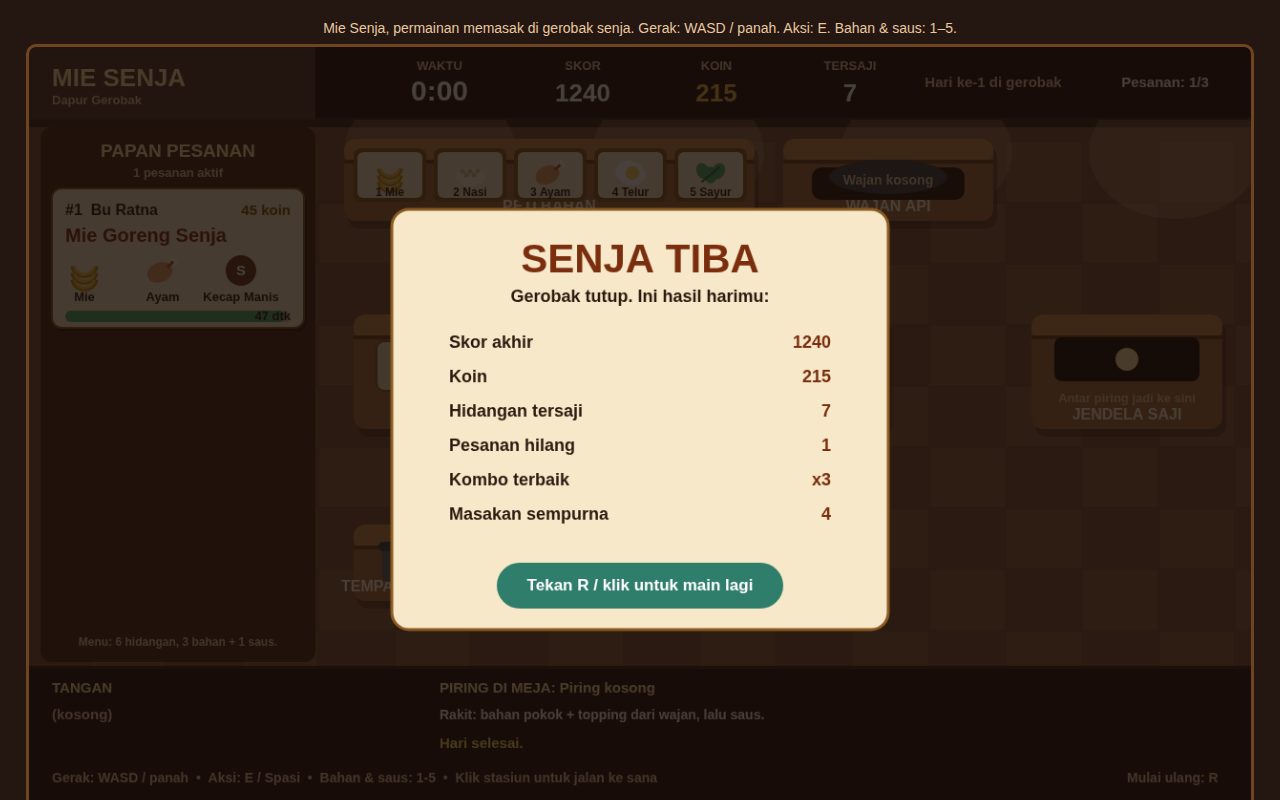 Mie Senja, permainan memasak di gerobak senja. Gerak: WASD / panah. Aksi: E. Bahan & saus: 1–5.
MIE SENJA
Dapur Gerobak
WAKTU
0:00
SKOR
1240
KOIN
215
TERSAJI
7
Hari ke-1 di gerobak
Pesanan: 1/3
PAPAN PESANAN
1 pesanan aktif
#1 Bu Ratna
45 koin
Mie Goreng Senja
S
Mie
Ayam
Kecap Manis
47 dtk
Menu: 6 hidangan, 3 bahan + 1 saus.
1 Mie
2 Nasi
3 Ayam
4 Telur
5 Sayur
PETI BAHAN
Wajan kosong
WAJAN API
Antar piring jadi ke sini
JENDELA SAJI
SENJA TIBA
Gerobak tutup. Ini hasil harimu:
Skor akhir 1240
Koin 215
Hidangan tersaji 7
Pesanan hilang 1
Kombo terbaik x3
Masakan sempurna 4
Tekan R / klik untuk main lagi
TANGAN
(kosong)
PIRING DI MEJA: Piring kosong
Rakit: bahan pokok + topping dari wajan, lalu saus.
Hari selesai.
Gerak: WASD / panah • Aksi: E / Spasi • Bahan & saus: 1-5 • Klik stasiun untuk jalan ke sana
Mulai ulang: R